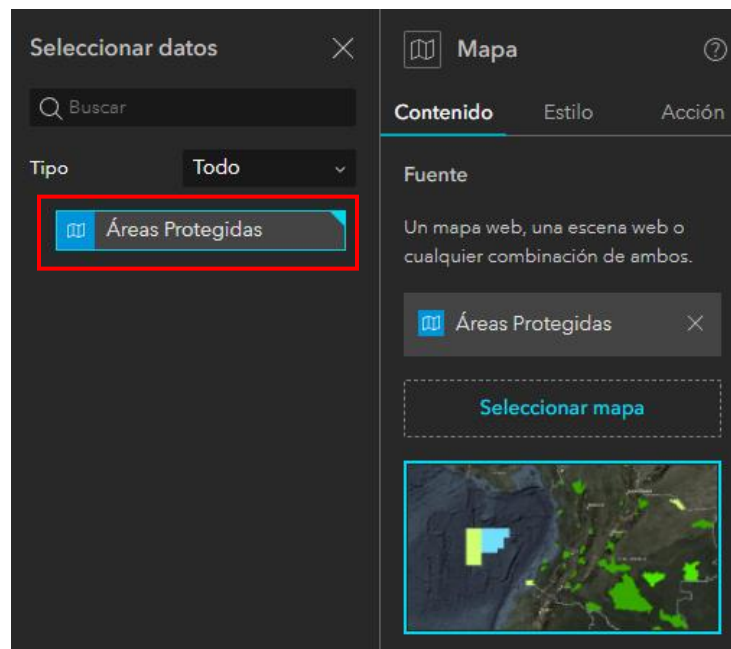 Seleccionar datos
Buscar
Tipo
Todo
Áreas Protegidas
Mapa
Contenido
Estilo
Acción
Fuente
Un mapa web, una escena web o
cualquier combinación de ambos.
Áreas Protegidas
Seleccionar mapa